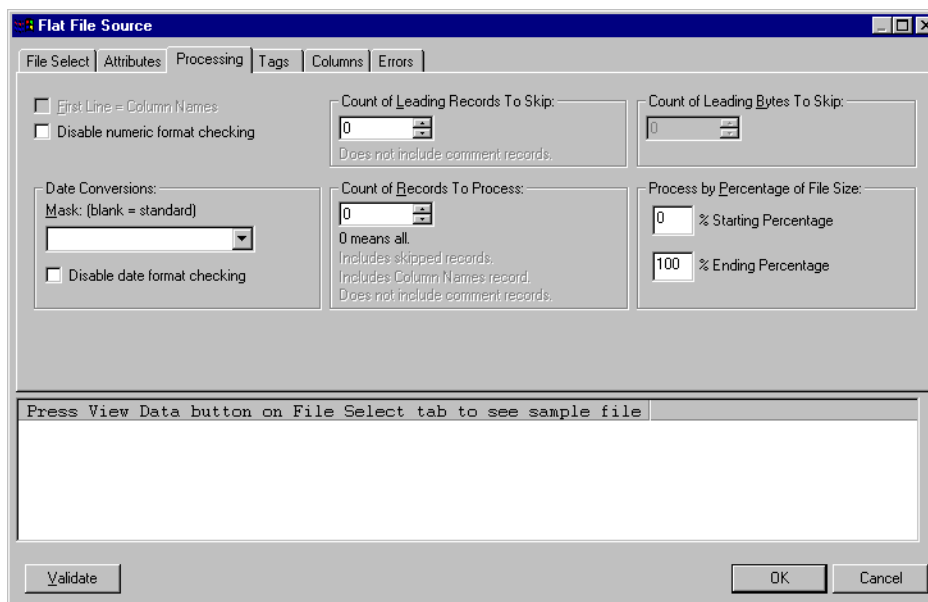 Flat File Source
File Select Attributes Processing Tags Columns Errors
First Line = Column Names
Disable numeric format checking
Count of Leading Records To Skip:
0
Does not include comment records.
Count of Leading Bytes To Skip:
0
Date Conversions:
Mask: (blank = standard)
Disable date format checking
Count of Records To Process:
0
0 means all.
Includes skipped records.
Includes Column Names record.
Does not include comment records.
Process by Percentage of File Size:
0 % Starting Percentage
100 % Ending Percentage
Press View Data button on File Select tab to see sample file
Validate OK Cancel